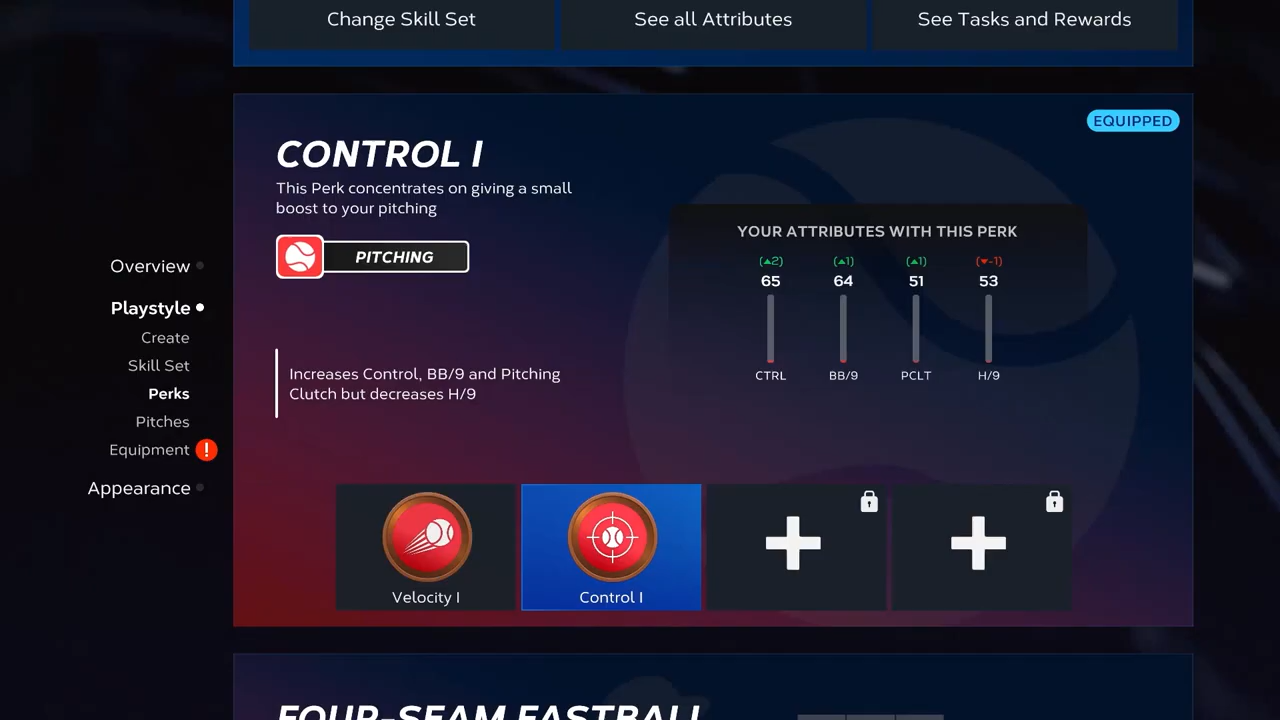 Change Skill Set
See all Attributes
See Tasks and Rewards
EQUIPPED
CONTROL I
This Perk concentrates on giving a small
boost to your pitching
PITCHING
Increases Control, BB/9 and Pitching
Clutch but decreases H/9
YOUR ATTRIBUTES WITH THIS PERK
(▲2) (▲1) (▲1) (▼-1)
65 64 51 53
CTRL BB/9 PCLT H/9
Overview
Playstyle
Create
Skill Set
Perks
Pitches
Equipment !
Appearance
Velocity I
Control I
FOUR-SEAM FASTBALL